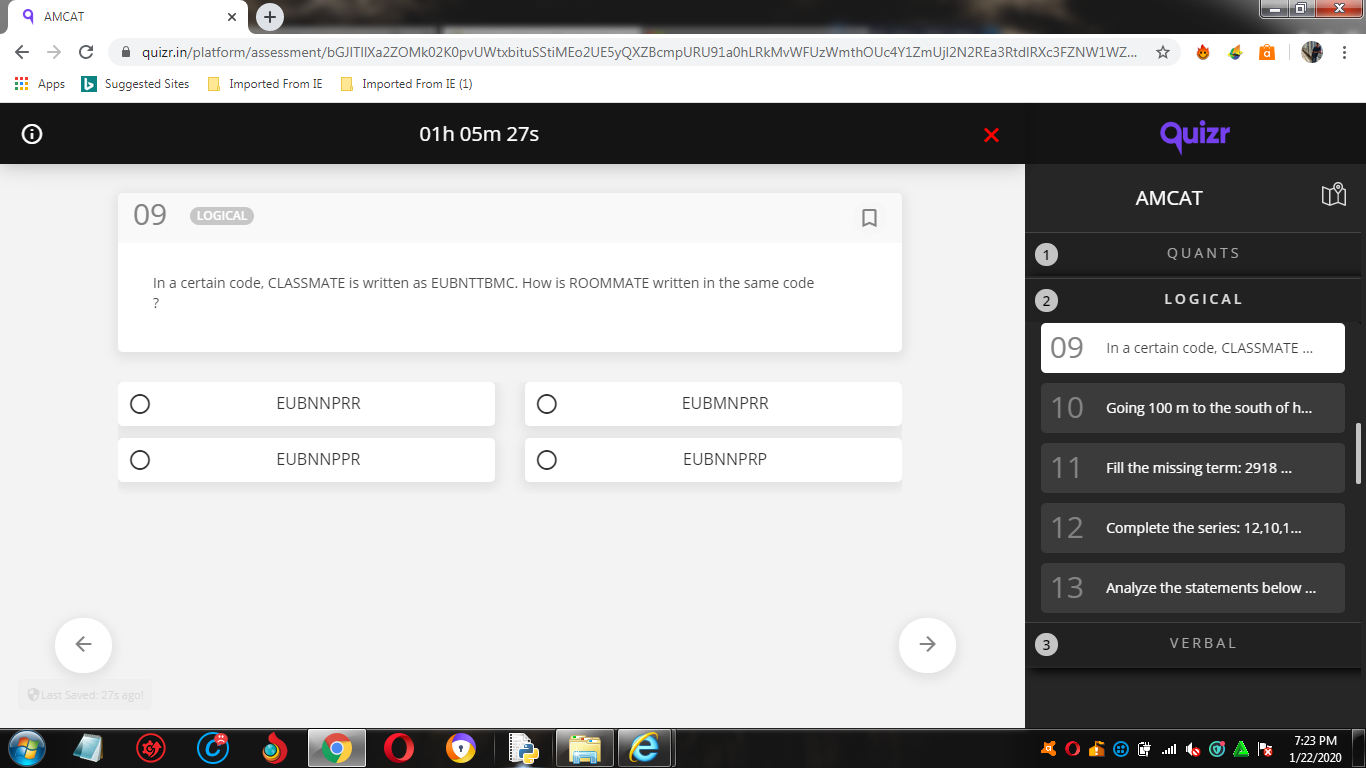 AMCAT
quizr.in/platform/assessment/bGJITlIXa2ZOMk02K0pvUWtxbituSStiMEo2UE5yQXZBcmpURU91a0hLRkMvWFUzWmthOUc4Y1ZmUjI2N2REa3RtdlRXc3FZNW1WZ...
Apps Suggested Sites Imported From IE Imported From IE (1)
01h 05m 27s
quizr
09 LOGICAL
In a certain code, CLASSMATE is written as EUBNTTBMC. How is ROOMMATE written in the same code
?
EUBNNPRR
EUBMNPRR
EUBNNPPR
EUBNNPRP
Last Saved: 27s ago!
AMCAT
1 QUANTS
2 LOGICAL
09 In a certain code, CLASSMATE ...
10 Going 100 m to the south of h...
11 Fill the missing term: 2918 ...
12 Complete the series: 12,10,1...
13 Analyze the statements below ...
3 VERBAL
7:23 PM
1/22/2020